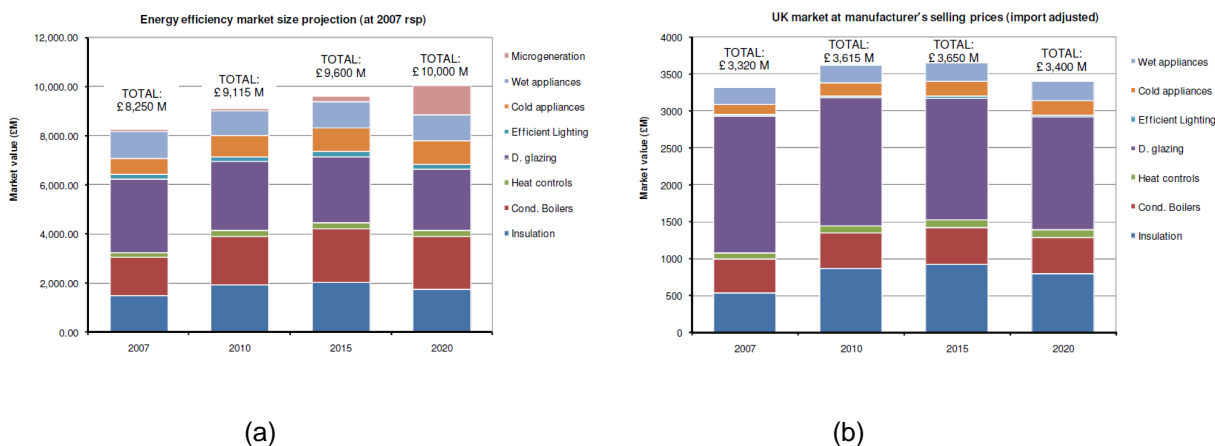 Energy efficiency market size projection (at 2007 rsp)
Market value (£M)
12,000.00
10,000.00
8,000.00
6,000.00
4,000.00
2,000.00
0.00
TOTAL:
£8,250 M
TOTAL:
£9,115 M
TOTAL:
£9,600 M
TOTAL:
£10,000 M
2007
2010
2015
2020
Microgeneration
Wet appliances
Cold appliances
Efficient Lighting
D. glazing
Heat controls
Cond. Boilers
Insulation
(a)
UK market at manufacturer's selling prices (import adjusted)
Market value (£M)
4000
3500
3000
2500
2000
1500
1000
500
0
TOTAL:
£3,320 M
TOTAL:
£3,615 M
TOTAL:
£3,650 M
TOTAL:
£3,400 M
2007
2010
2015
2020
Wet appliances
Cold appliances
Efficient Lighting
D. glazing
Heat controls
Cond. Boilers
Insulation
(b)